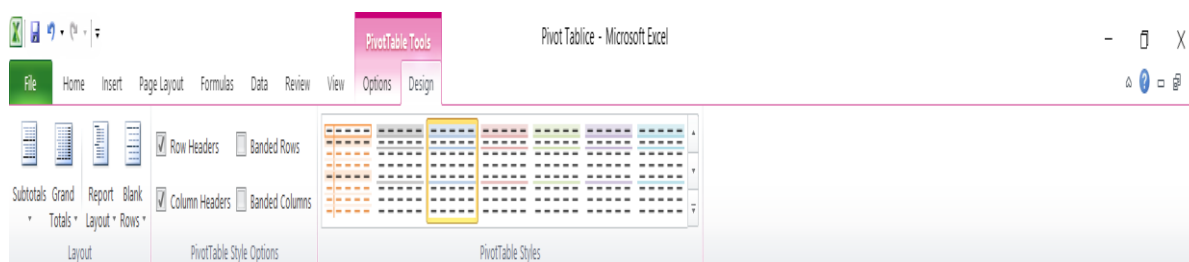 PivotTable Tools
Pivot Tablice - Microsoft Excel
File Home Insert Page Layout Formulas Data Review View Options Design
Row Headers Banded Rows
Column Headers Banded Columns
Subtotals Grand Report Blank
Totals Layout Rows
Layout PivotTable Style Options PivotTable Styles